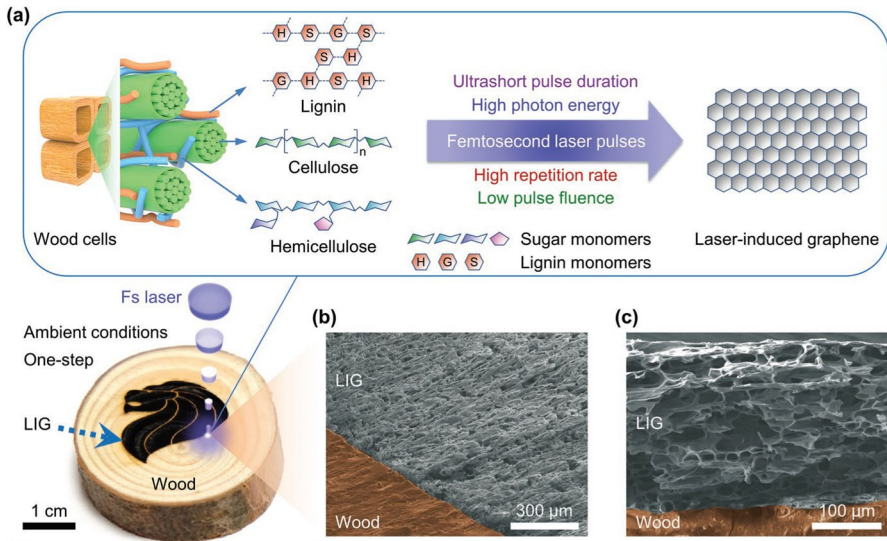 (a)
H S G S
S H
G H S H
Lignin
n
Cellulose
Hemicellulose
Wood cells
Ultrashort pulse duration
High photon energy
Femtosecond laser pulses
High repetition rate
Low pulse fluence
Sugar monomers
H G S Lignin monomers
Laser-induced graphene
Fs laser
Ambient conditions
One-step
LIG
Wood
1 cm
(b)
LIG
Wood
300 μm
(c)
LIG
Wood
100 μm